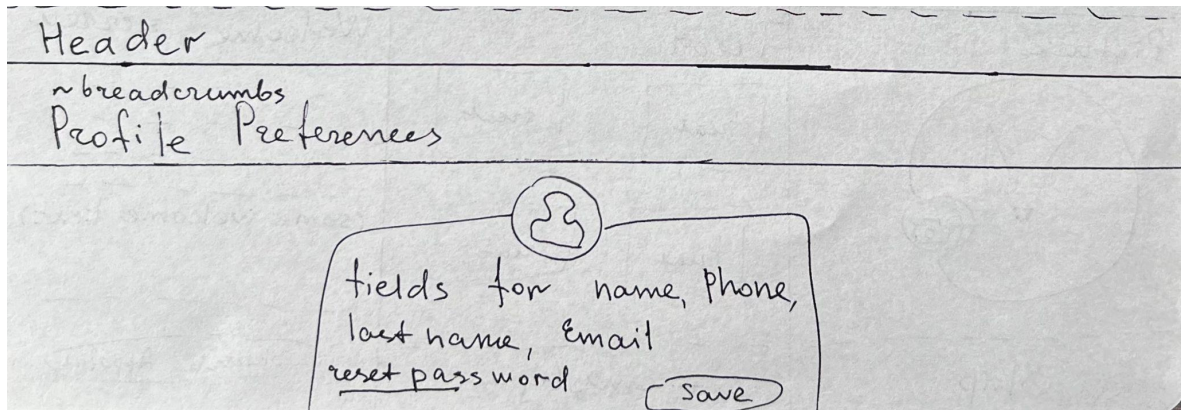 Header
~ breadcrumbs
Profile Preferences
fields for name, Phone,
last name, Email
reset password
save